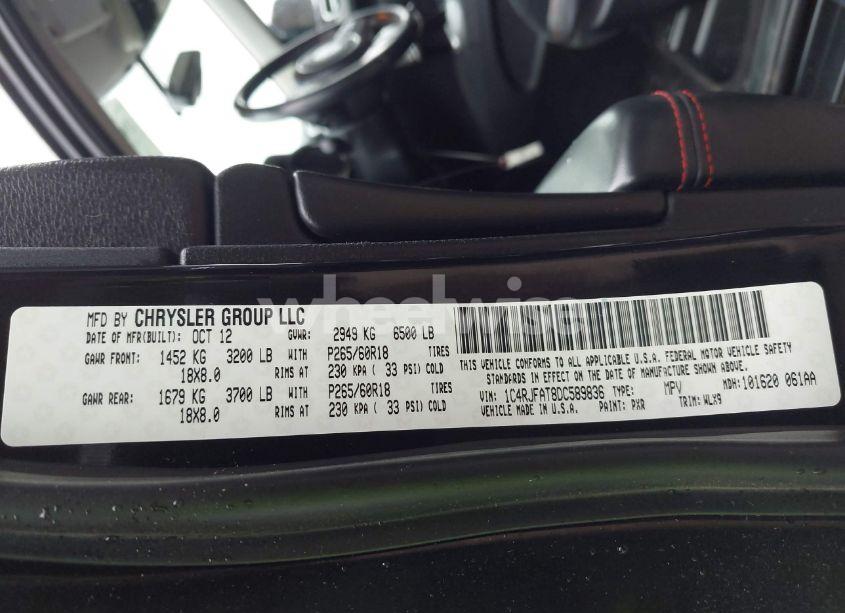 MFD BY CHRYSLER GROUP LLC
DATE OF MFR(BUILT): OCT 12 GVWR: 2949 KG 6500 LB
GAWR FRONT: 1452 KG 3200 LB WITH P265/60R18 TIRES
18X8.0 RIMS AT 230 KPA ( 33 PSI) COLD
GAWR REAR: 1679 KG 3700 LB WITH P265/60R18 TIRES
18X8.0 RIMS AT 230 KPA ( 33 PSI) COLD
THIS VEHICLE CONFORMS TO ALL APPLICABLE U.S.A. FEDERAL MOTOR VEHICLE SAFETY
STANDARDS IN EFFECT ON THE DATE OF MANUFACTURE SHOWN ABOVE.
VIN: 1C4RJFAT8DC589836 TYPE: MPV MDH: 101620 061AA
VEHICLE MADE IN U.S.A. PAINT: PXR TRIM: WLX9
wheelwise